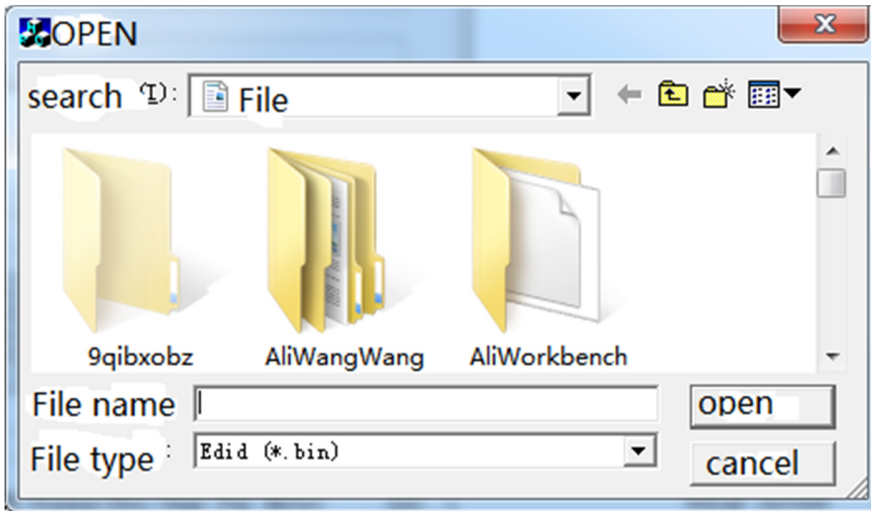 OPEN
search (I): File
9qibxobz AliWangWang AliWorkbench
File name open
File type : Edid (*.bin)
cancel